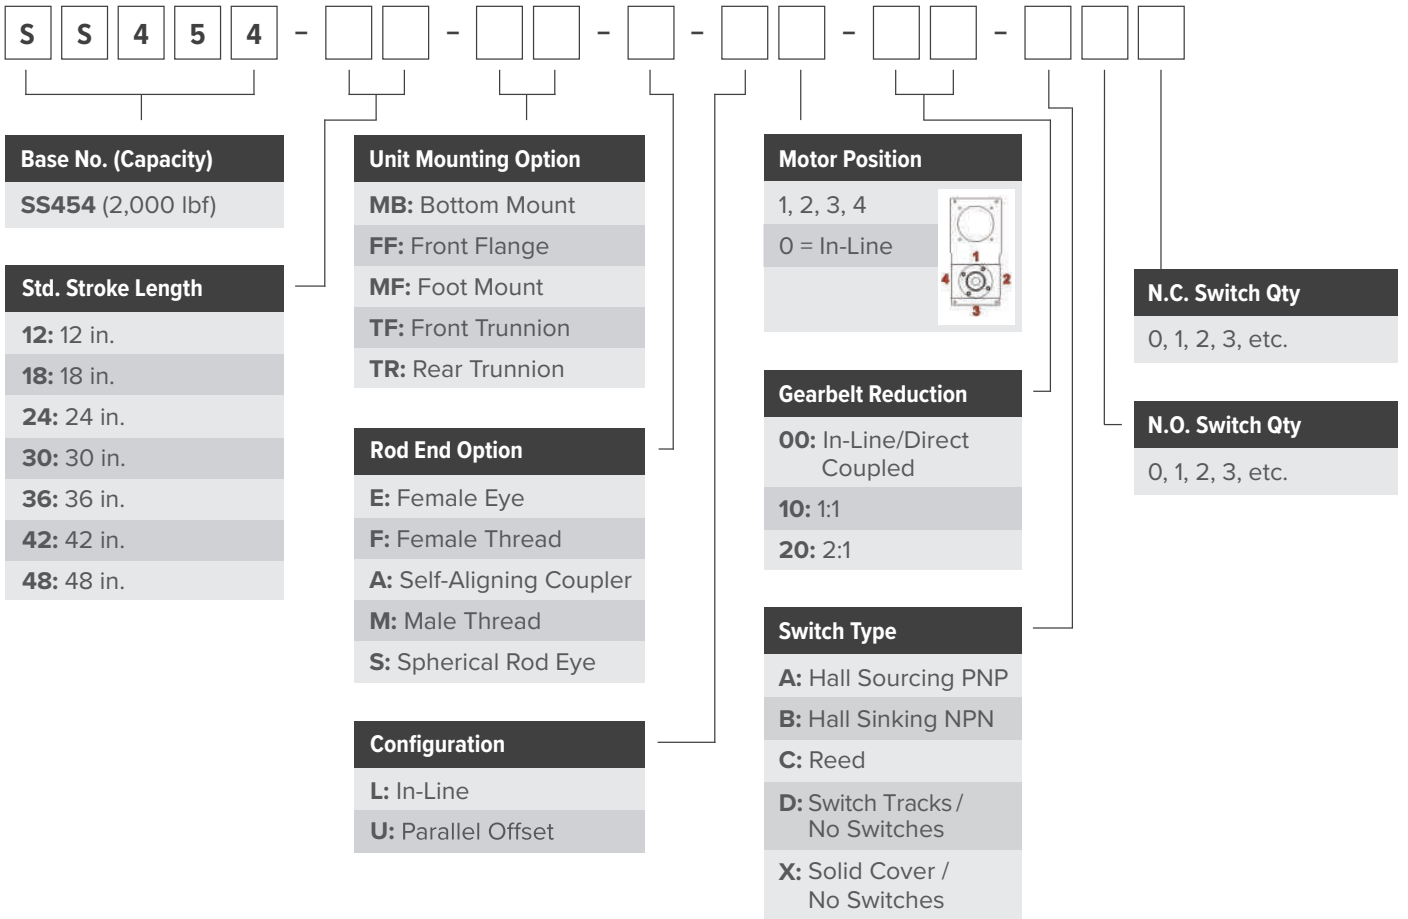 S S 4 5 4 – – – – – –
Base No. (Capacity)
SS454 (2,000 lbf)
Std. Stroke Length
12: 12 in.
18: 18 in.
24: 24 in.
30: 30 in.
36: 36 in.
42: 42 in.
48: 48 in.
Unit Mounting Option
MB: Bottom Mount
FF: Front Flange
MF: Foot Mount
TF: Front Trunnion
TR: Rear Trunnion
Rod End Option
E: Female Eye
F: Female Thread
A: Self-Aligning Coupler
M: Male Thread
S: Spherical Rod Eye
Configuration
L: In-Line
U: Parallel Offset
Motor Position
1, 2, 3, 4
0 = In-Line
1
4 2
3
Gearbelt Reduction
00: In-Line/Direct
Coupled
10: 1:1
20: 2:1
Switch Type
A: Hall Sourcing PNP
B: Hall Sinking NPN
C: Reed
D: Switch Tracks /
No Switches
X: Solid Cover /
No Switches
N.C. Switch Qty
0, 1, 2, 3, etc.
N.O. Switch Qty
0, 1, 2, 3, etc.